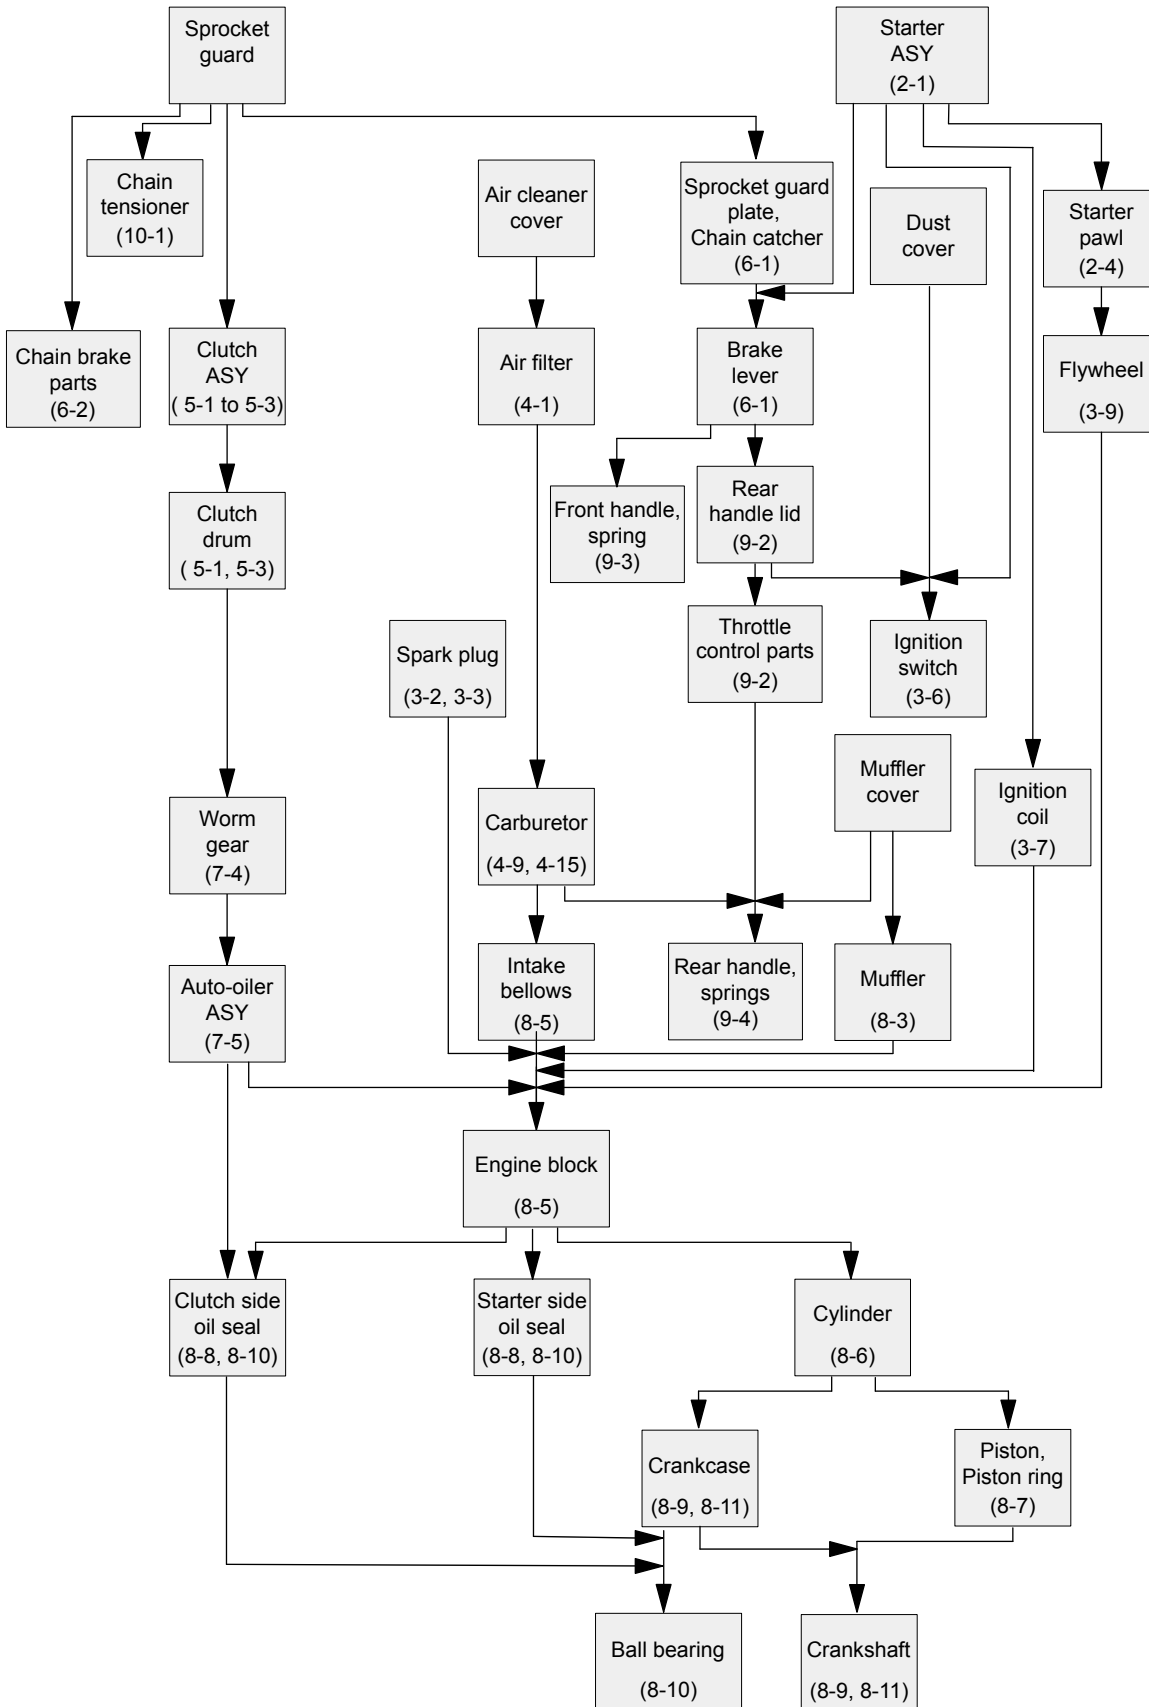 Sprocket
guard
Starter
ASY
(2-1)
Chain
tensioner
(10-1)
Air cleaner
cover
Sprocket guard
plate,
Chain catcher
(6-1)
Dust
cover
Starter
pawl
(2-4)
Chain brake
parts
(6-2)
Clutch
ASY
( 5-1 to 5-3)
Air filter
(4-1)
Brake
lever
(6-1)
Flywheel
(3-9)
Clutch
drum
( 5-1, 5-3)
Front handle,
spring
(9-3)
Rear
handle lid
(9-2)
Spark plug
(3-2, 3-3)
Throttle
control parts
(9-2)
Ignition
switch
(3-6)
Worm
gear
(7-4)
Carburetor
(4-9, 4-15)
Muffler
cover
Ignition
coil
(3-7)
Auto-oiler
ASY
(7-5)
Intake
bellows
(8-5)
Rear handle,
springs
(9-4)
Muffler
(8-3)
Engine block
(8-5)
Clutch side
oil seal
(8-8, 8-10)
Starter side
oil seal
(8-8, 8-10)
Cylinder
(8-6)
Crankcase
(8-9, 8-11)
Piston,
Piston ring
(8-7)
Ball bearing
(8-10)
Crankshaft
(8-9, 8-11)